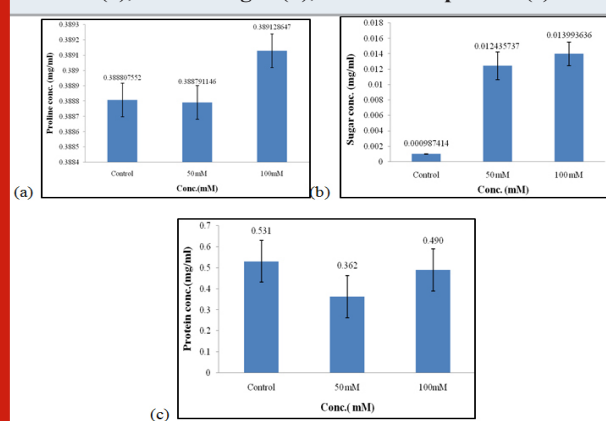 0.3893
0.3892
0.3891
0.389
0.3889
0.3888
0.3887
0.3886
0.3885
0.3884
Proline conc. (mg/ml)
0.388807552
0.388791146
0.389128647
Control
50mM
100mM
Conc.(mM)
(a)
0.018
0.016
0.014
0.012
0.01
0.008
0.006
0.004
0.002
0
Sugar conc. (mg/ml)
0.000987414
0.012435737
0.013993636
Control
50mM
100mM
Conc. (mM)
(b)
0.7
0.6
0.5
0.4
0.3
0.2
0.1
0
Protein conc.(mg/ml)
0.531
0.362
0.490
Control
50mM
100mM
Conc.( mM)
(c)